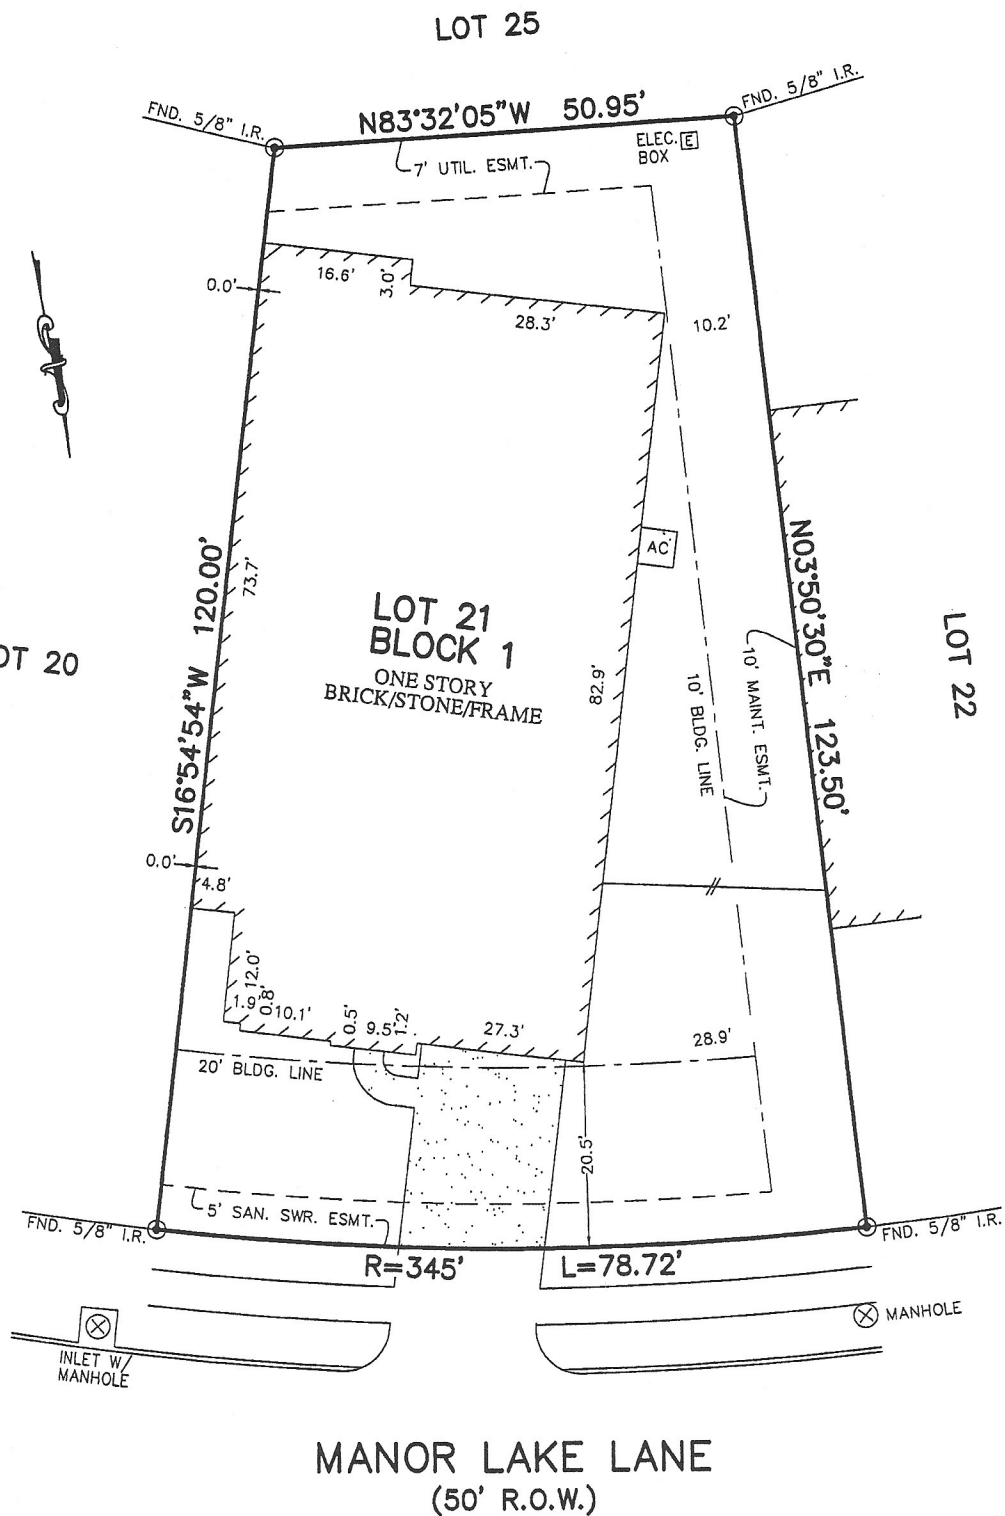 LOT 25
FND. 5/8" I.R.
N83°32'05"W 50.95'
FND. 5/8" I.R.
ELEC. E
BOX
7' UTIL. ESMT.
16.6'
3.0'
0.0'
28.3'
10.2'
S16°54'54"W 120.00'
73.7'
AC
LOT 21
BLOCK 1
ONE STORY
BRICK/STONE/FRAME
OT 20
82.9'
10' BLDG. LINE
10' MAINT. ESMT.
N03°50'30"E 123.50'
LOT 22
0.0'
4.8'
12.0'
1.9'
0.8'
10.1'
0.5'
9.5'
1.2'
27.3'
28.9'
20' BLDG. LINE
20.5'
5' SAN. SWR. ESMT.
FND. 5/8" I.R.
FND. 5/8" I.R.
R=345' L=78.72'
MANHOLE
INLET W/
MANHOLE
MANOR LAKE LANE
(50' R.O.W.)